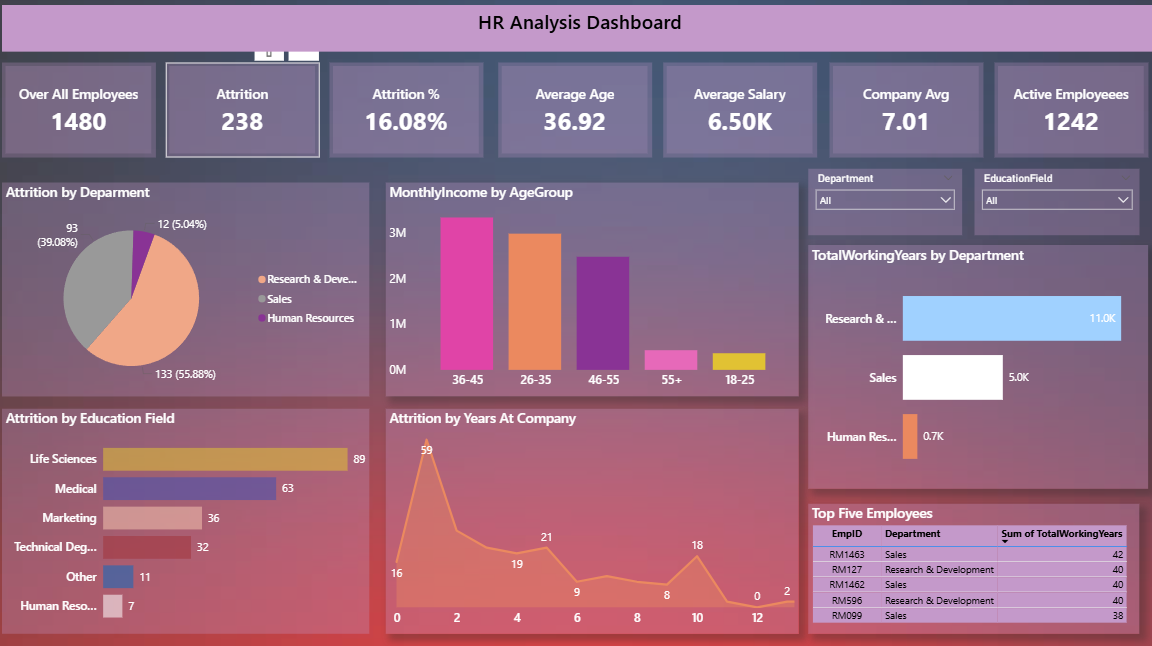 HR Analysis Dashboard
Over All Employees
1480
Attrition
238
Attrition %
16.08%
Average Age
36.92
Average Salary
6.50K
Company Avg
7.01
Active Employeees
1242
Attrition by Deparment
93
(39.08%)
12 (5.04%)
133 (55.88%)
Research & Deve...
Sales
Human Resources
MonthlyIncome by AgeGroup
3M
2M
1M
0M
36-45 26-35 46-55 55+ 18-25
Department
All
EducationField
All
TotalWorkingYears by Department
Research & ... 11.0K
Sales 5.0K
Human Res... 0.7K
Attrition by Education Field
Life Sciences 89
Medical 63
Marketing 36
Technical Deg... 32
Other 11
Human Reso... 7
Attrition by Years At Company
59
16
19
21
9
8
18
0
2
0 2 4 6 8 10 12
Top Five Employees
EmpID Department Sum of TotalWorkingYears
RM1463 Sales 42
RM127 Research & Development 40
RM1462 Sales 40
RM596 Research & Development 40
RM099 Sales 38